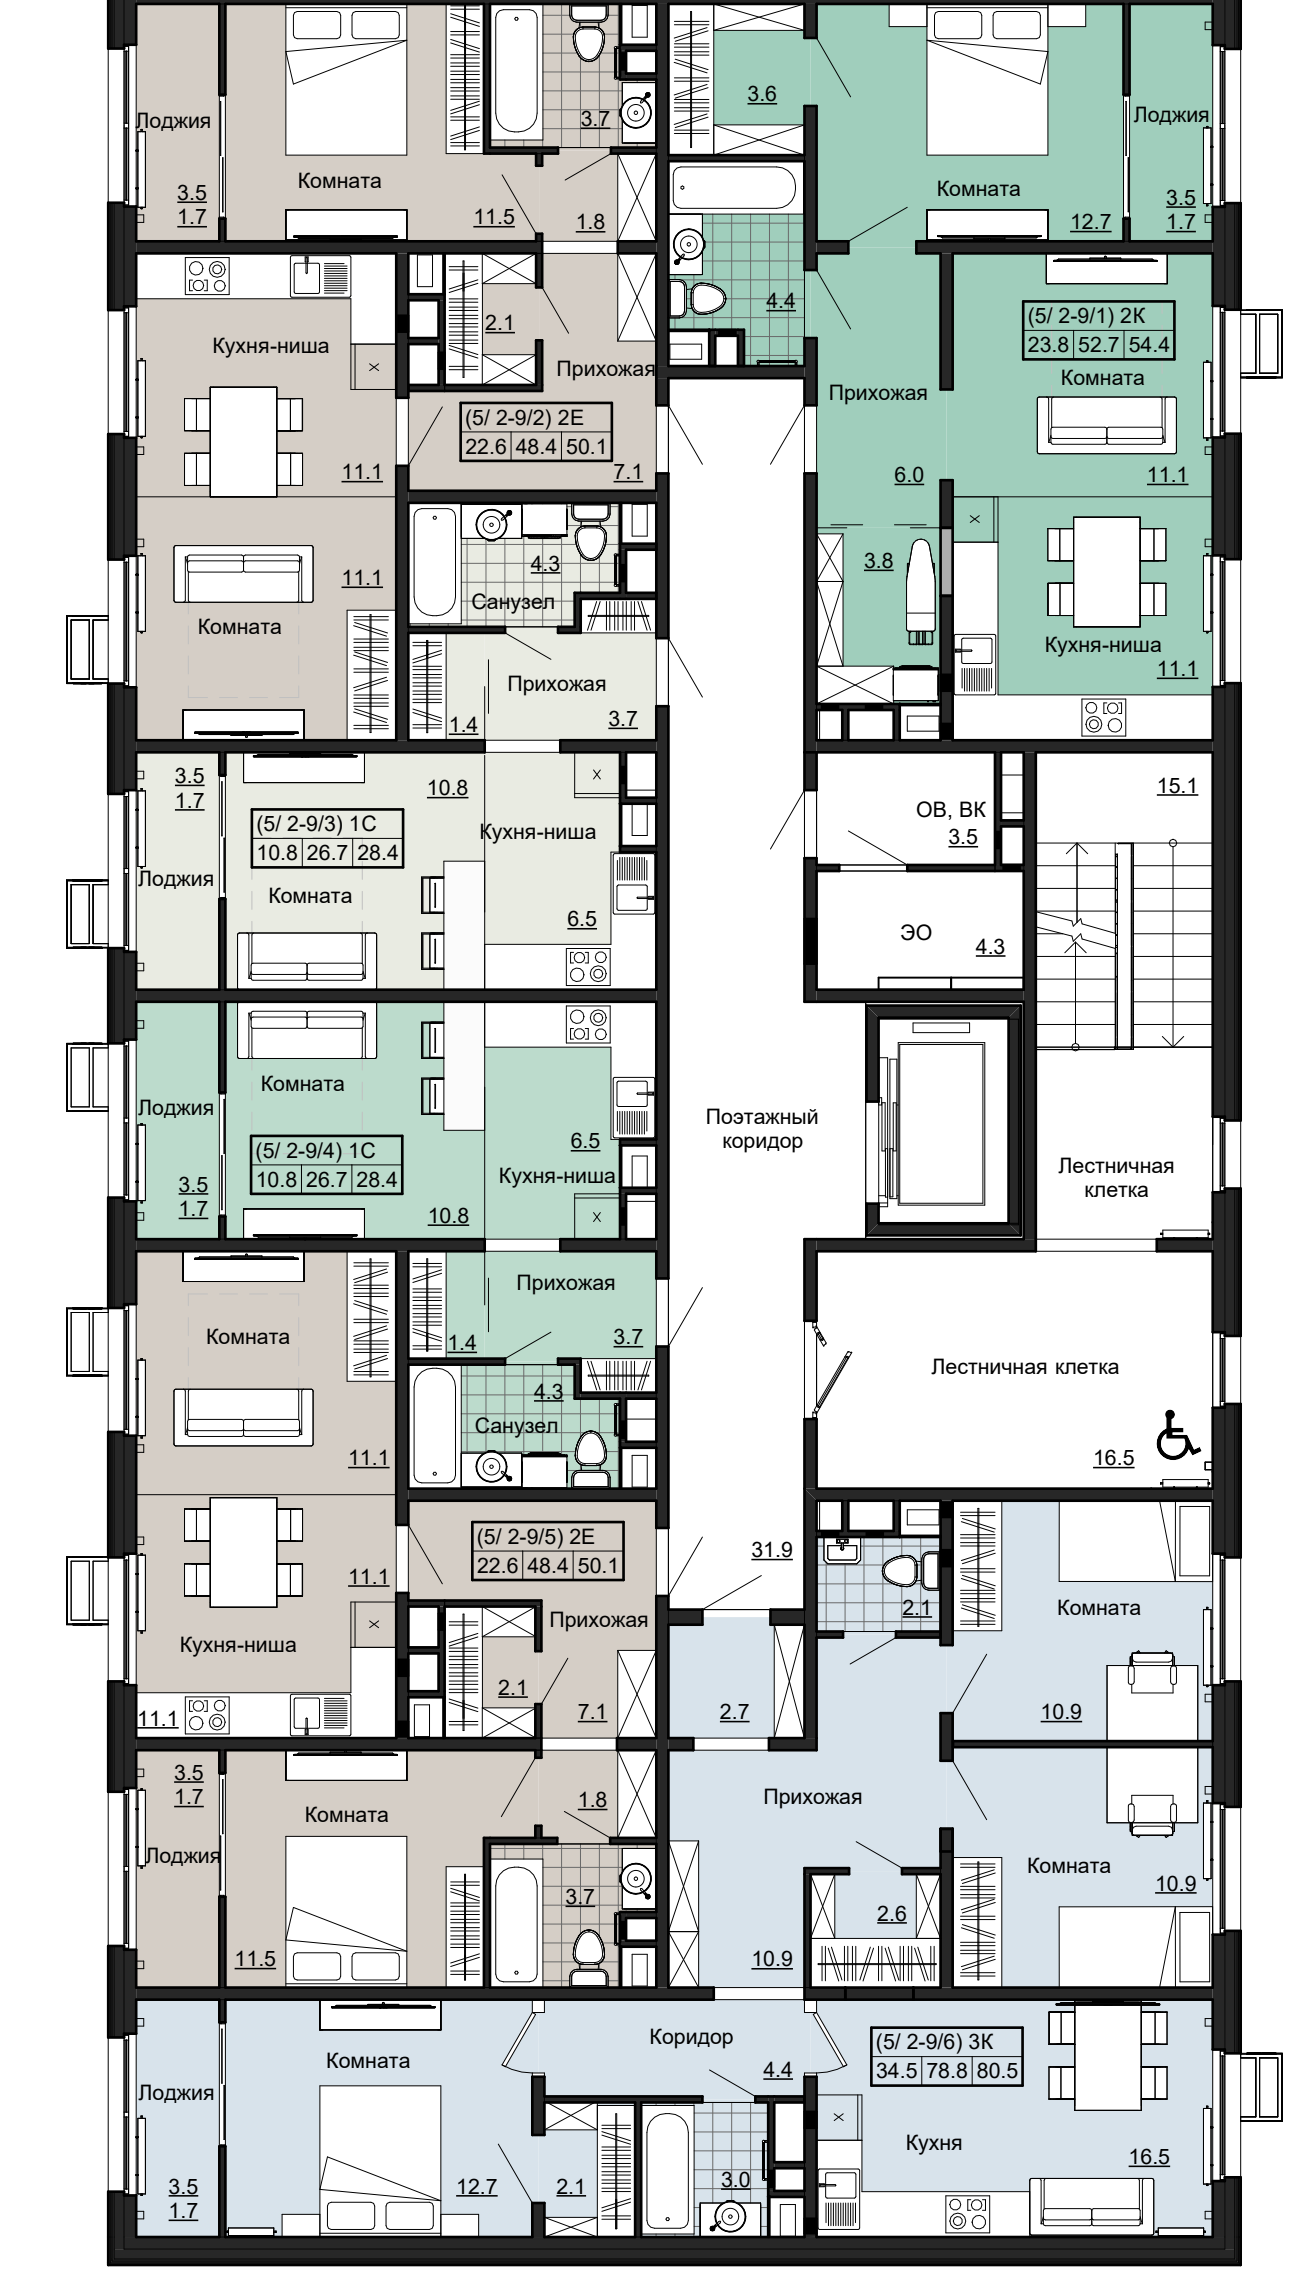 Лоджия
3.5
1.7
Комната
11.5
3.7
1.8
3.6
Комната
12.7
Лоджия
3.5
1.7
4.4
Кухня-ниша
11.1
2.1
Прихожая
(5/ 2-9/2) 2Е
22.6 48.4 50.1
7.1
11.1
Комната
(5/ 2-9/1) 2К
23.8 52.7 54.4
Комната
11.1
Прихожая
6.0
3.8
Х
Х
Кухня-ниша
11.1
4.3
Санузел
Прихожая
1.4
3.7
3.5
1.7
Лоджия
10.8
(5/ 2-9/3) 1С
10.8 26.7 28.4
Комната
Х
Кухня-ниша
6.5
ОВ, ВК
3.5
ЭО
4.3
15.1
Лоджия
3.5
1.7
Комната
(5/ 2-9/4) 1С
10.8 26.7 28.4
10.8
6.5
Кухня-ниша
Х
Поэтажный
коридор
Лестничная
клетка
Прихожая
1.4
3.7
4.3
Санузел
Комната
11.1
Лестничная клетка
16.5
(5/ 2-9/5) 2Е
22.6 48.4 50.1
31.9
11.1
Х
Кухня-ниша
11.1
Прихожая
2.1
7.1
2.7
2.1
Комната
10.9
3.5
1.7
Лоджия
Комната
11.5
1.8
3.7
Прихожая
10.9
2.6
Комната
10.9
Лоджия
3.5
1.7
Комната
12.7
2.1
Коридор
4.4
3.0
(5/ 2-9/6) 3К
34.5 78.8 80.5
Х
Кухня
16.5